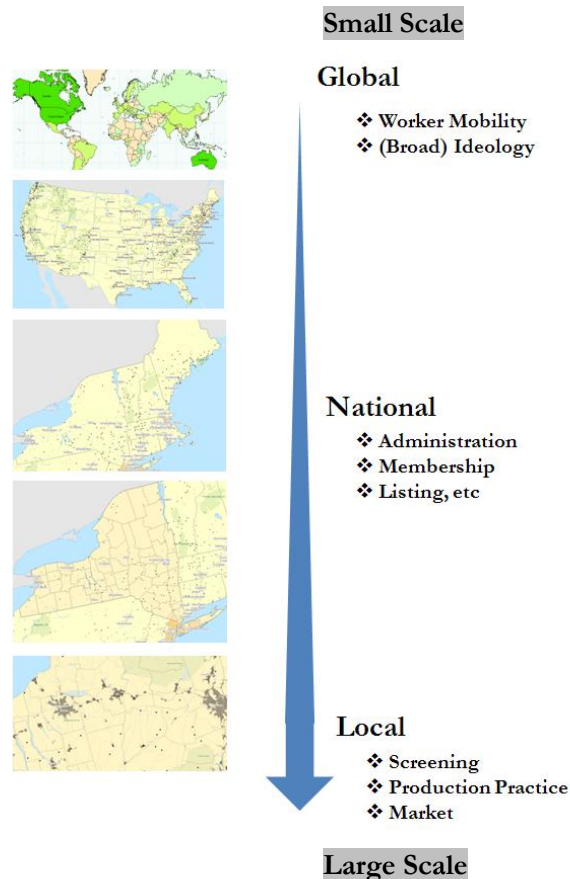 Small Scale
Global
❖ Worker Mobility
❖ (Broad) Ideology
National
❖ Administration
❖ Membership
❖ Listing, etc
Local
❖ Screening
❖ Production Practice
❖ Market
Large Scale